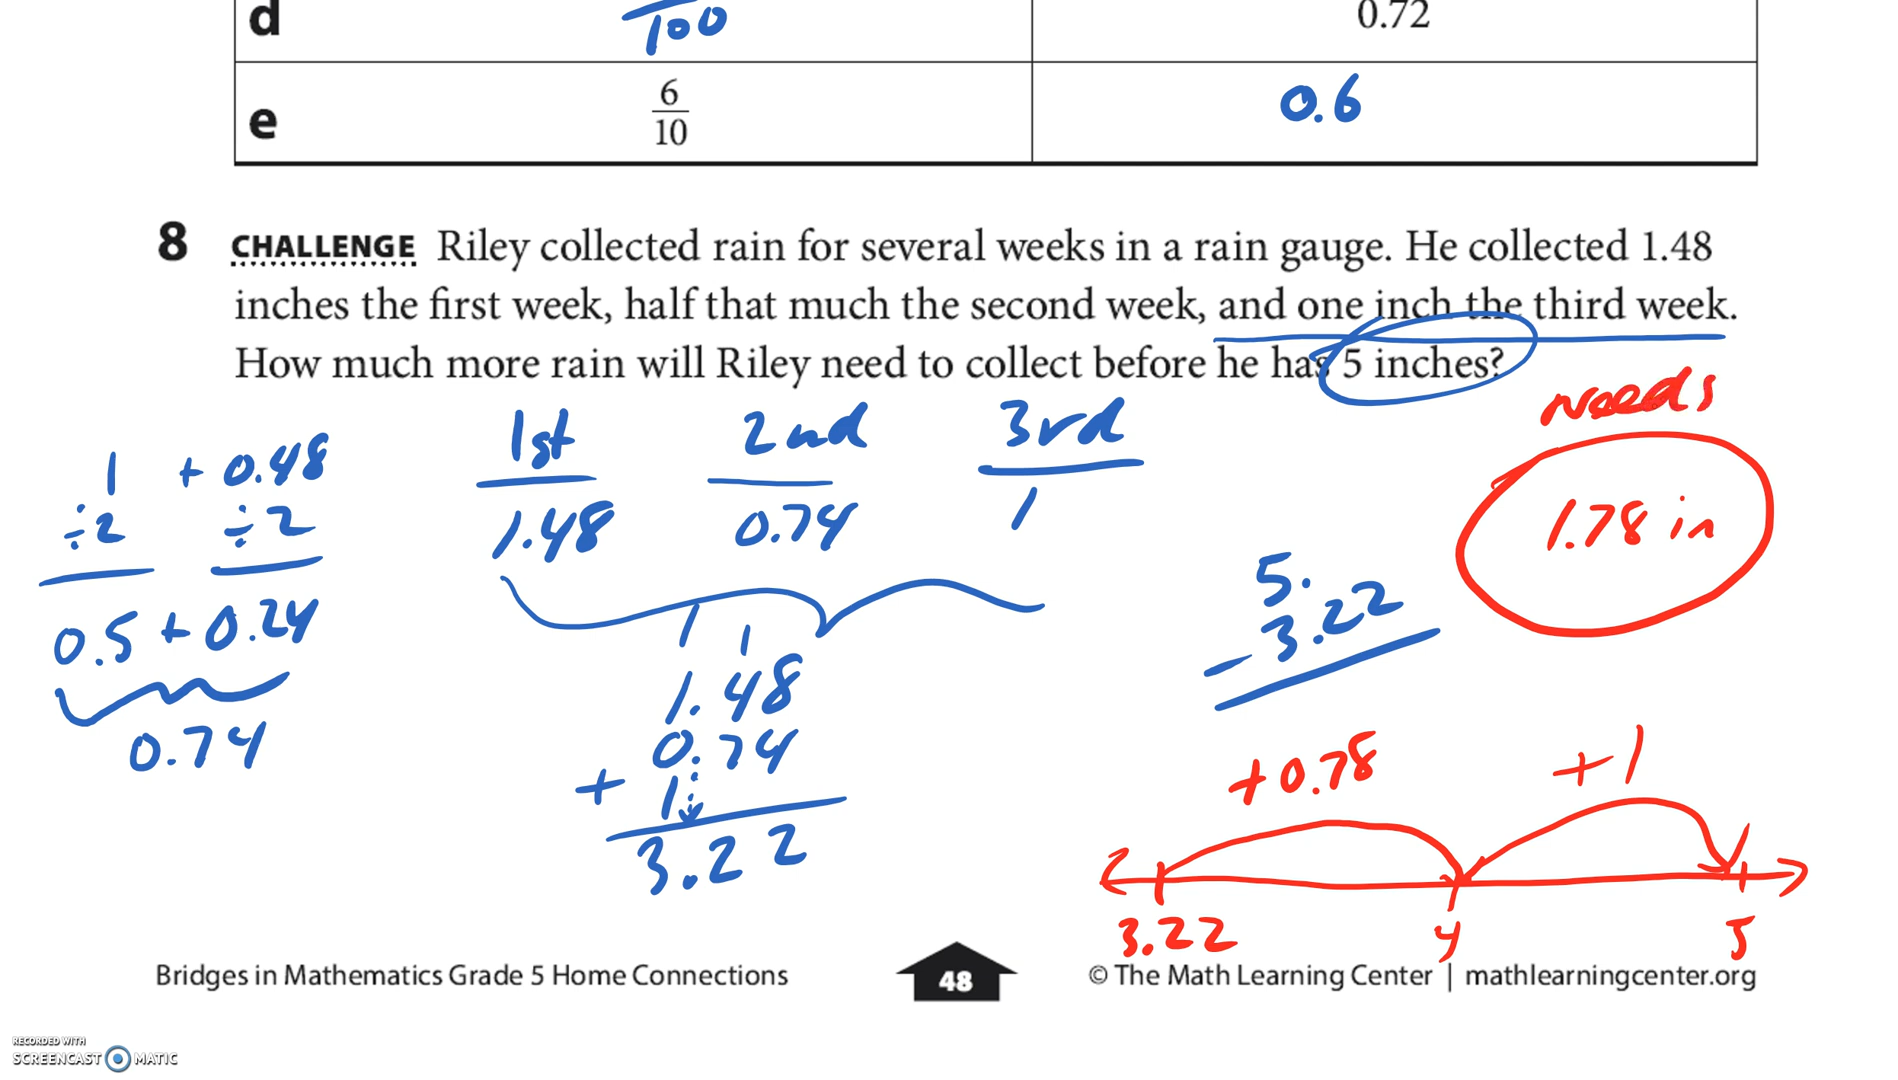 d
100
0.72
e
6
10
0.6
8 CHALLENGE Riley collected rain for several weeks in a rain gauge. He collected 1.48
inches the first week, half that much the second week, and one inch the third week.
How much more rain will Riley need to collect before he has 5 inches?
needs
1.78 in
1st 2nd 3rd
1.48 0.74 1
1 + 0.48
÷2 ÷2
0.5 + 0.24
0.74
1 1
1.48
0.74
+ 1.
3.22
5.
- 3.22
+0.78 +1
3.22 4 5
Bridges in Mathematics Grade 5 Home Connections
48
© The Math Learning Center | mathlearningcenter.org
RECORDED WITH
SCREENCAST MATIC